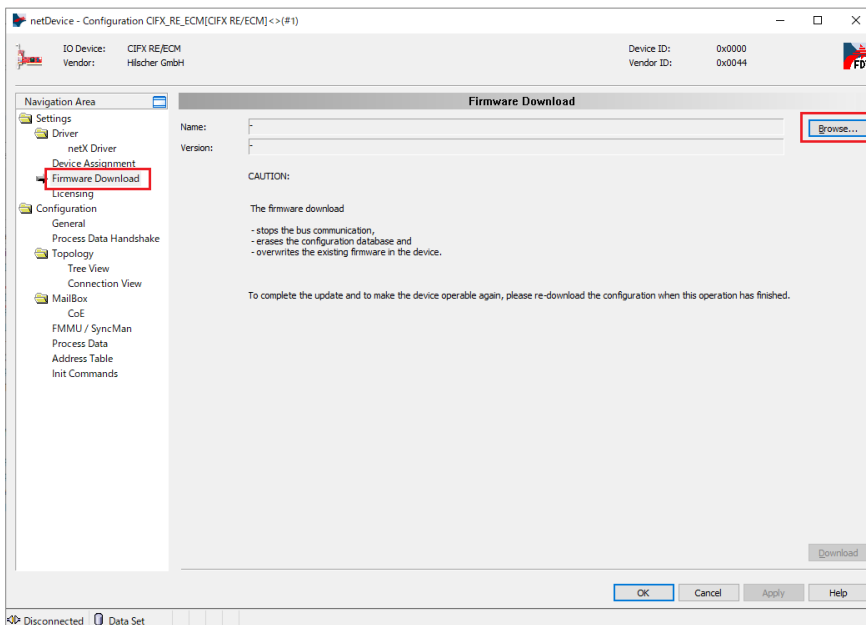 netDevice - Configuration CIFX_RE_ECM[CIFX RE/ECM]<>(#1)
IO Device: CIFX RE/ECM Device ID: 0x0000
Vendor: Hilscher GmbH Vendor ID: 0x0044
FDT
Navigation Area
Firmware Download
Settings
Driver
netX Driver
Device Assignment
Firmware Download
Licensing
Configuration
General
Process Data Handshake
Topology
Tree View
Connection View
MailBox
CoE
FMMU / SyncMan
Process Data
Address Table
Init Commands
Name: - Browse...
Version: -
CAUTION:
The firmware download
- stops the bus communication,
- erases the configuration database and
- overwrites the existing firmware in the device.
To complete the update and to make the device operable again, please re-download the configuration when this operation has finished.
Download
OK Cancel Apply Help
Disconnected Data Set